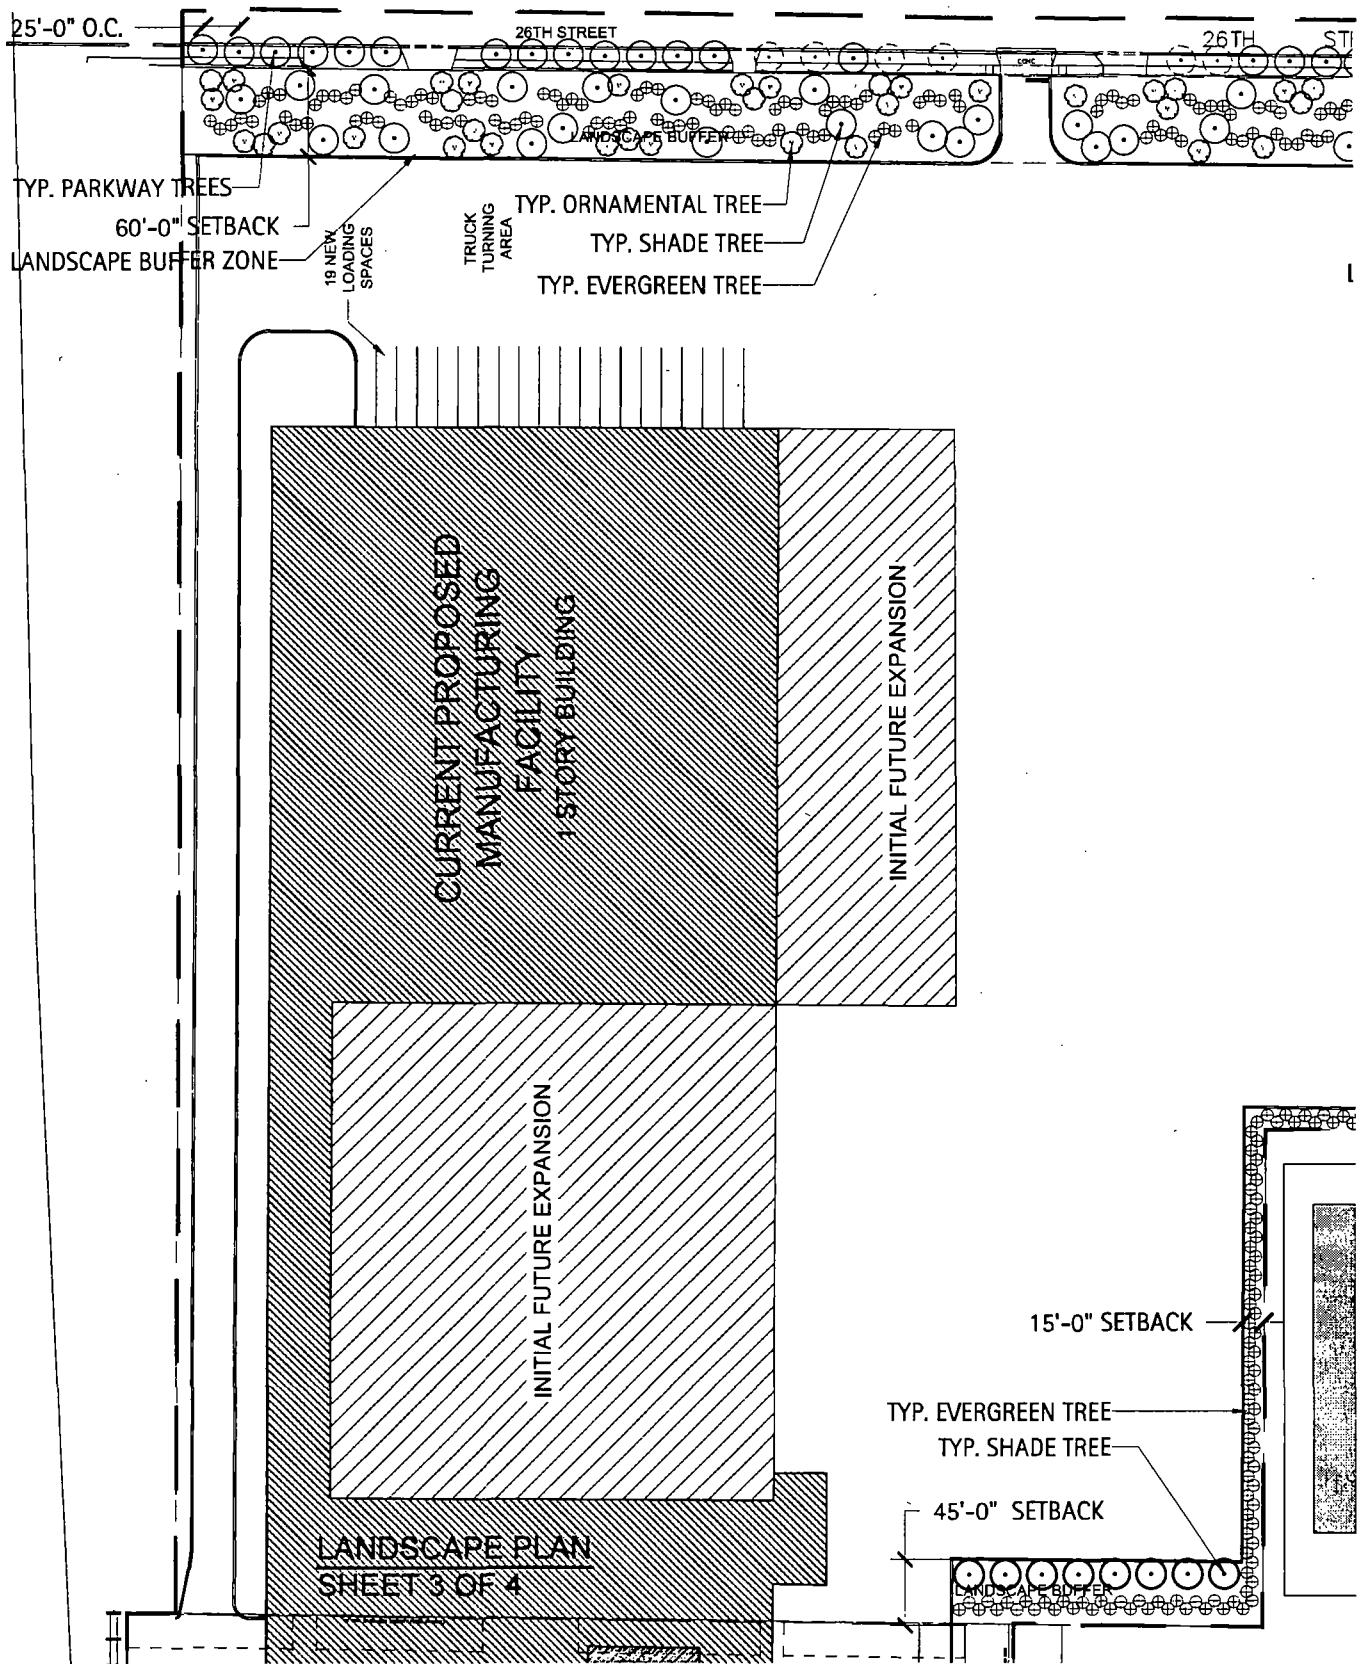 25'-0" O.C.
26TH STREET
26TH
LANDSCAPE BUFFER
TYP. PARKWAY TREES
60'-0" SETBACK
LANDSCAPE BUFFER ZONE
19 NEW
LOADING
SPACES
TRUCK
TURNING
AREA
TYP. ORNAMENTAL TREE
TYP. SHADE TREE
TYP. EVERGREEN TREE
CURRENT PROPOSED
MANUFACTURING
FACILITY
1 STORY BUILDING
INITIAL FUTURE EXPANSION
INITIAL FUTURE EXPANSION
15'-0" SETBACK
TYP. EVERGREEN TREE
TYP. SHADE TREE
45'-0" SETBACK
LANDSCAPE BUFFER
LANDSCAPE PLAN
SHEET 3 OF 4